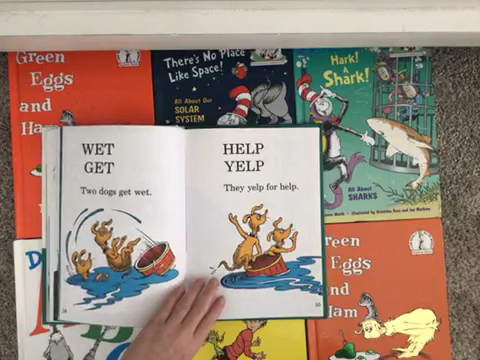 Green
Eggs
and
Ham
There's No Place
Like Space!
All About Our
SOLAR
SYSTEM
Hark!
A
Shark!
All About
SHARKS
WET
GET
Two dogs get wet.
HELP
YELP
They yelp for help.
Green
Eggs
and
Ham